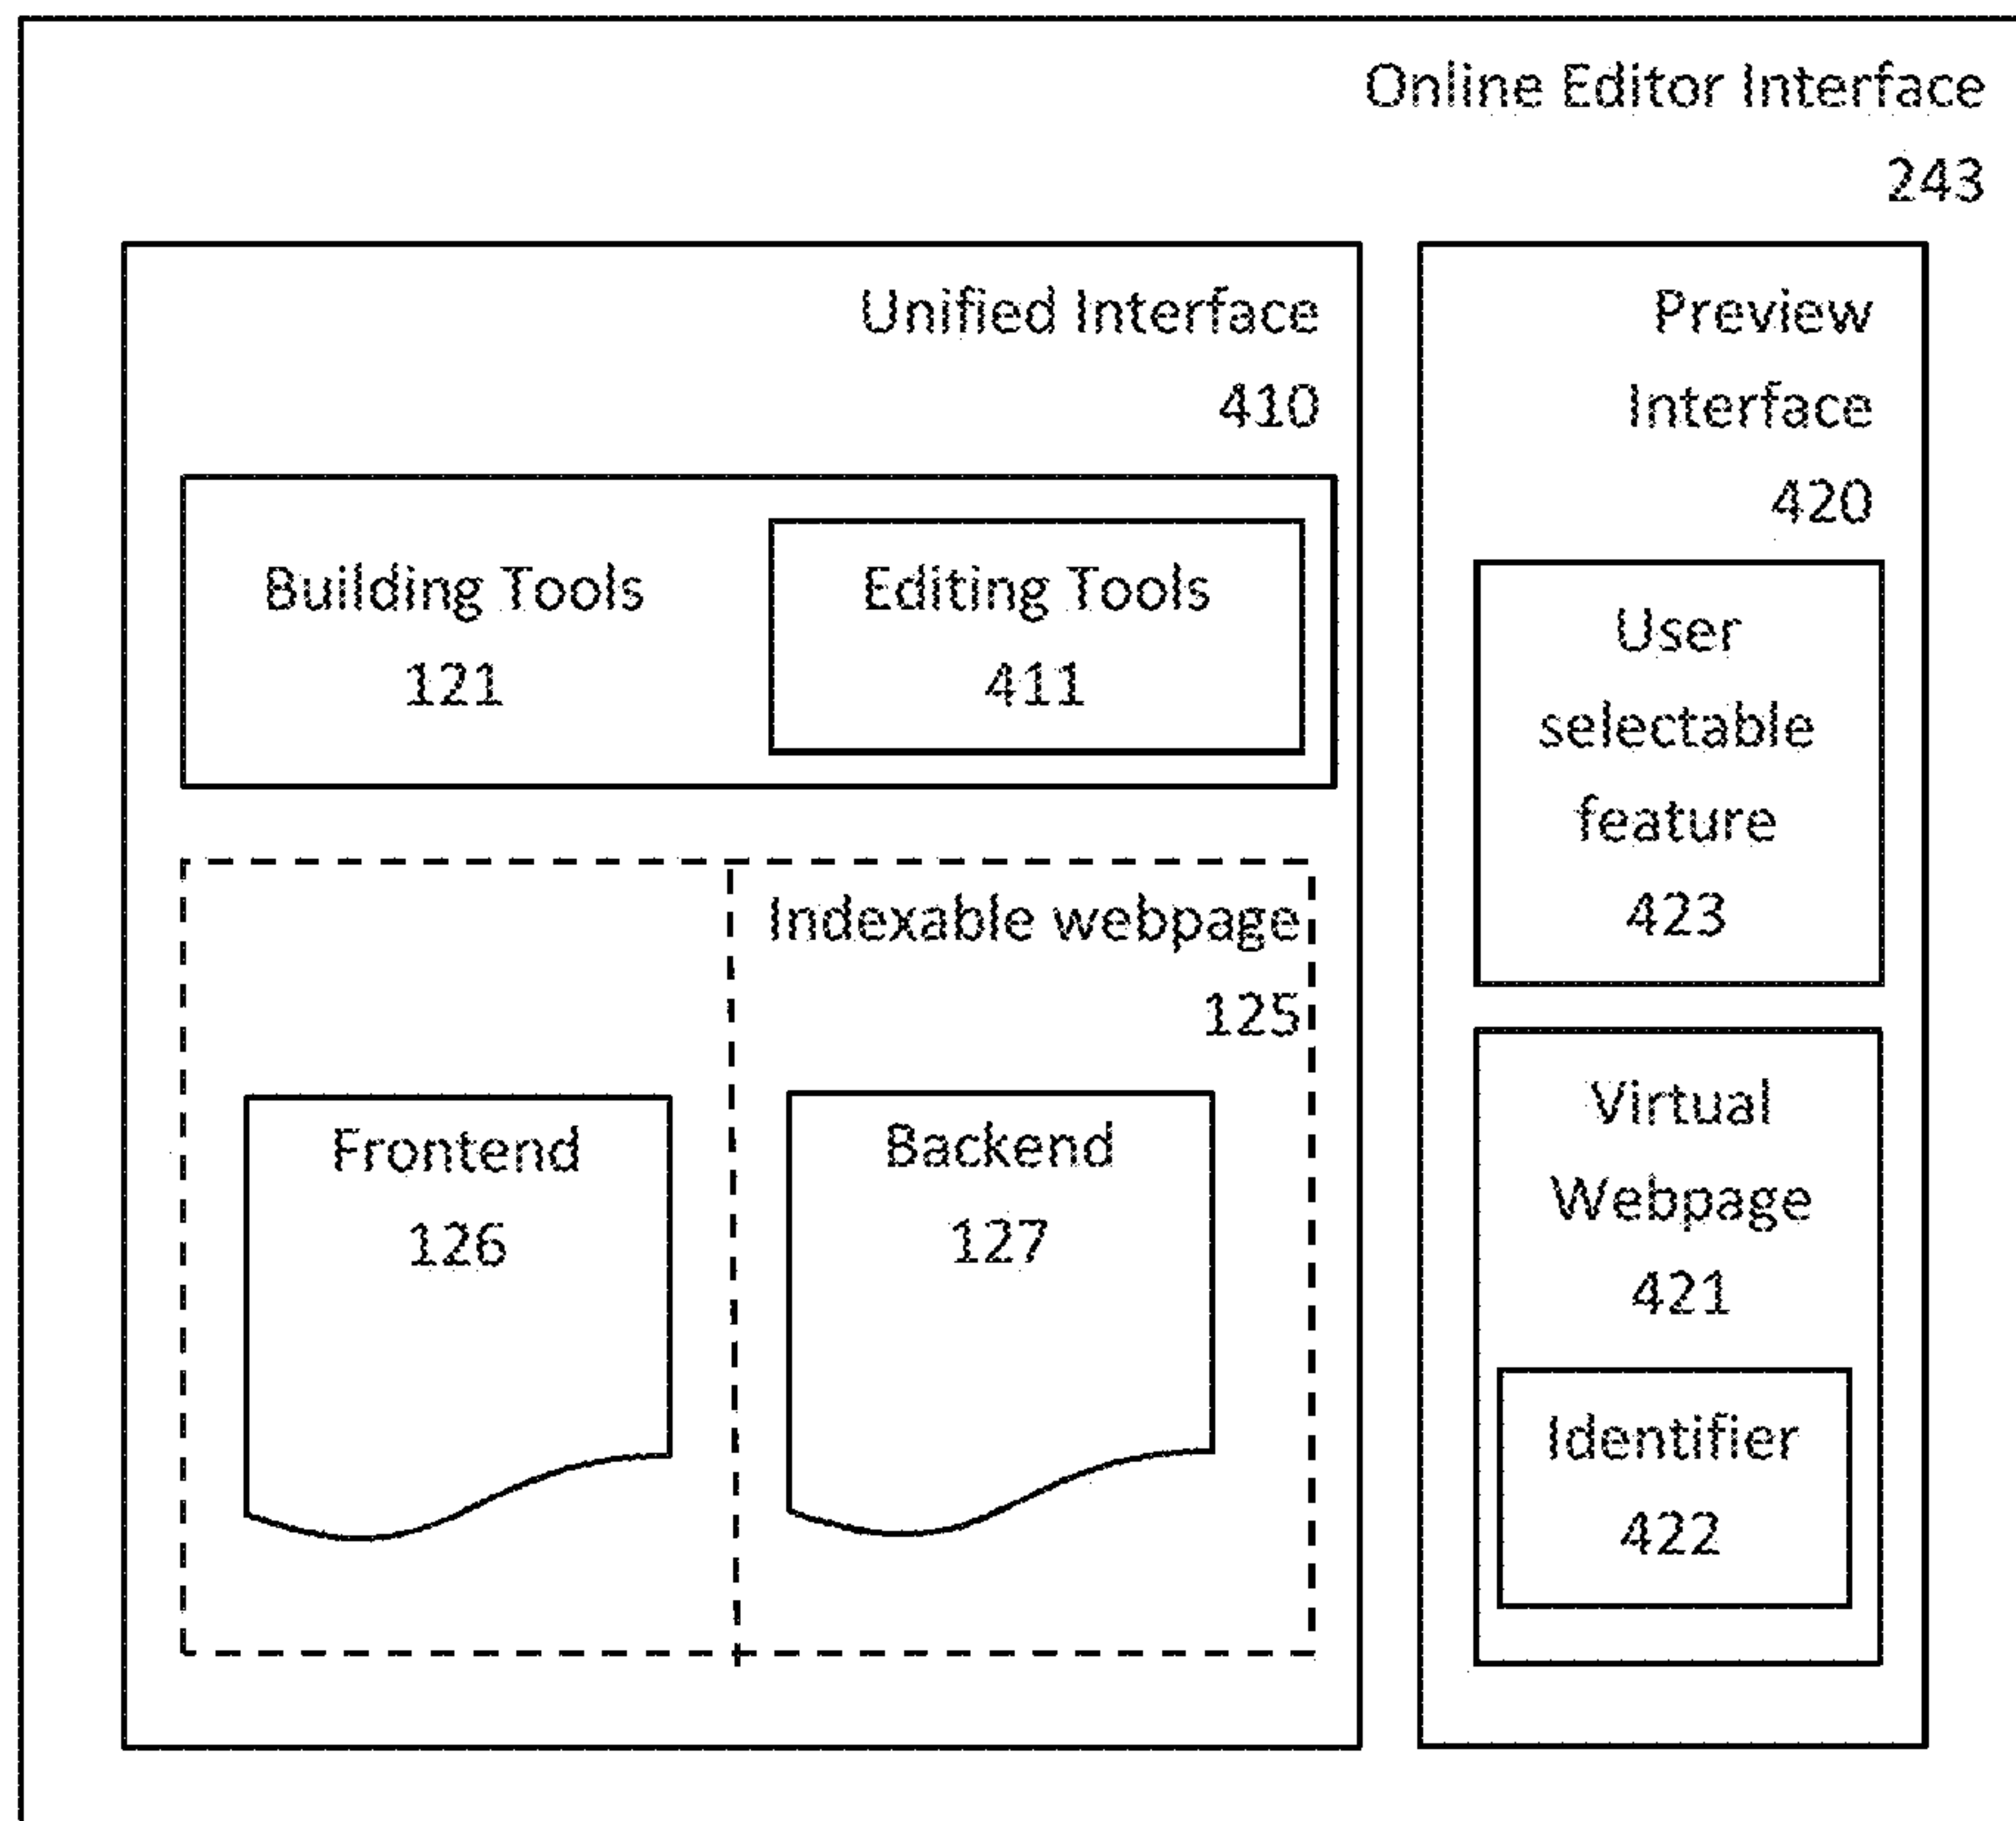 Online Editor Interface
243
Unified Interface
410
Building Tools
121
Editing Tools
411
Indexable webpage
125
Frontend
126
Backend
127
Preview
Interface
420
User
selectable
feature
423
Virtual
Webpage
421
Identifier
422